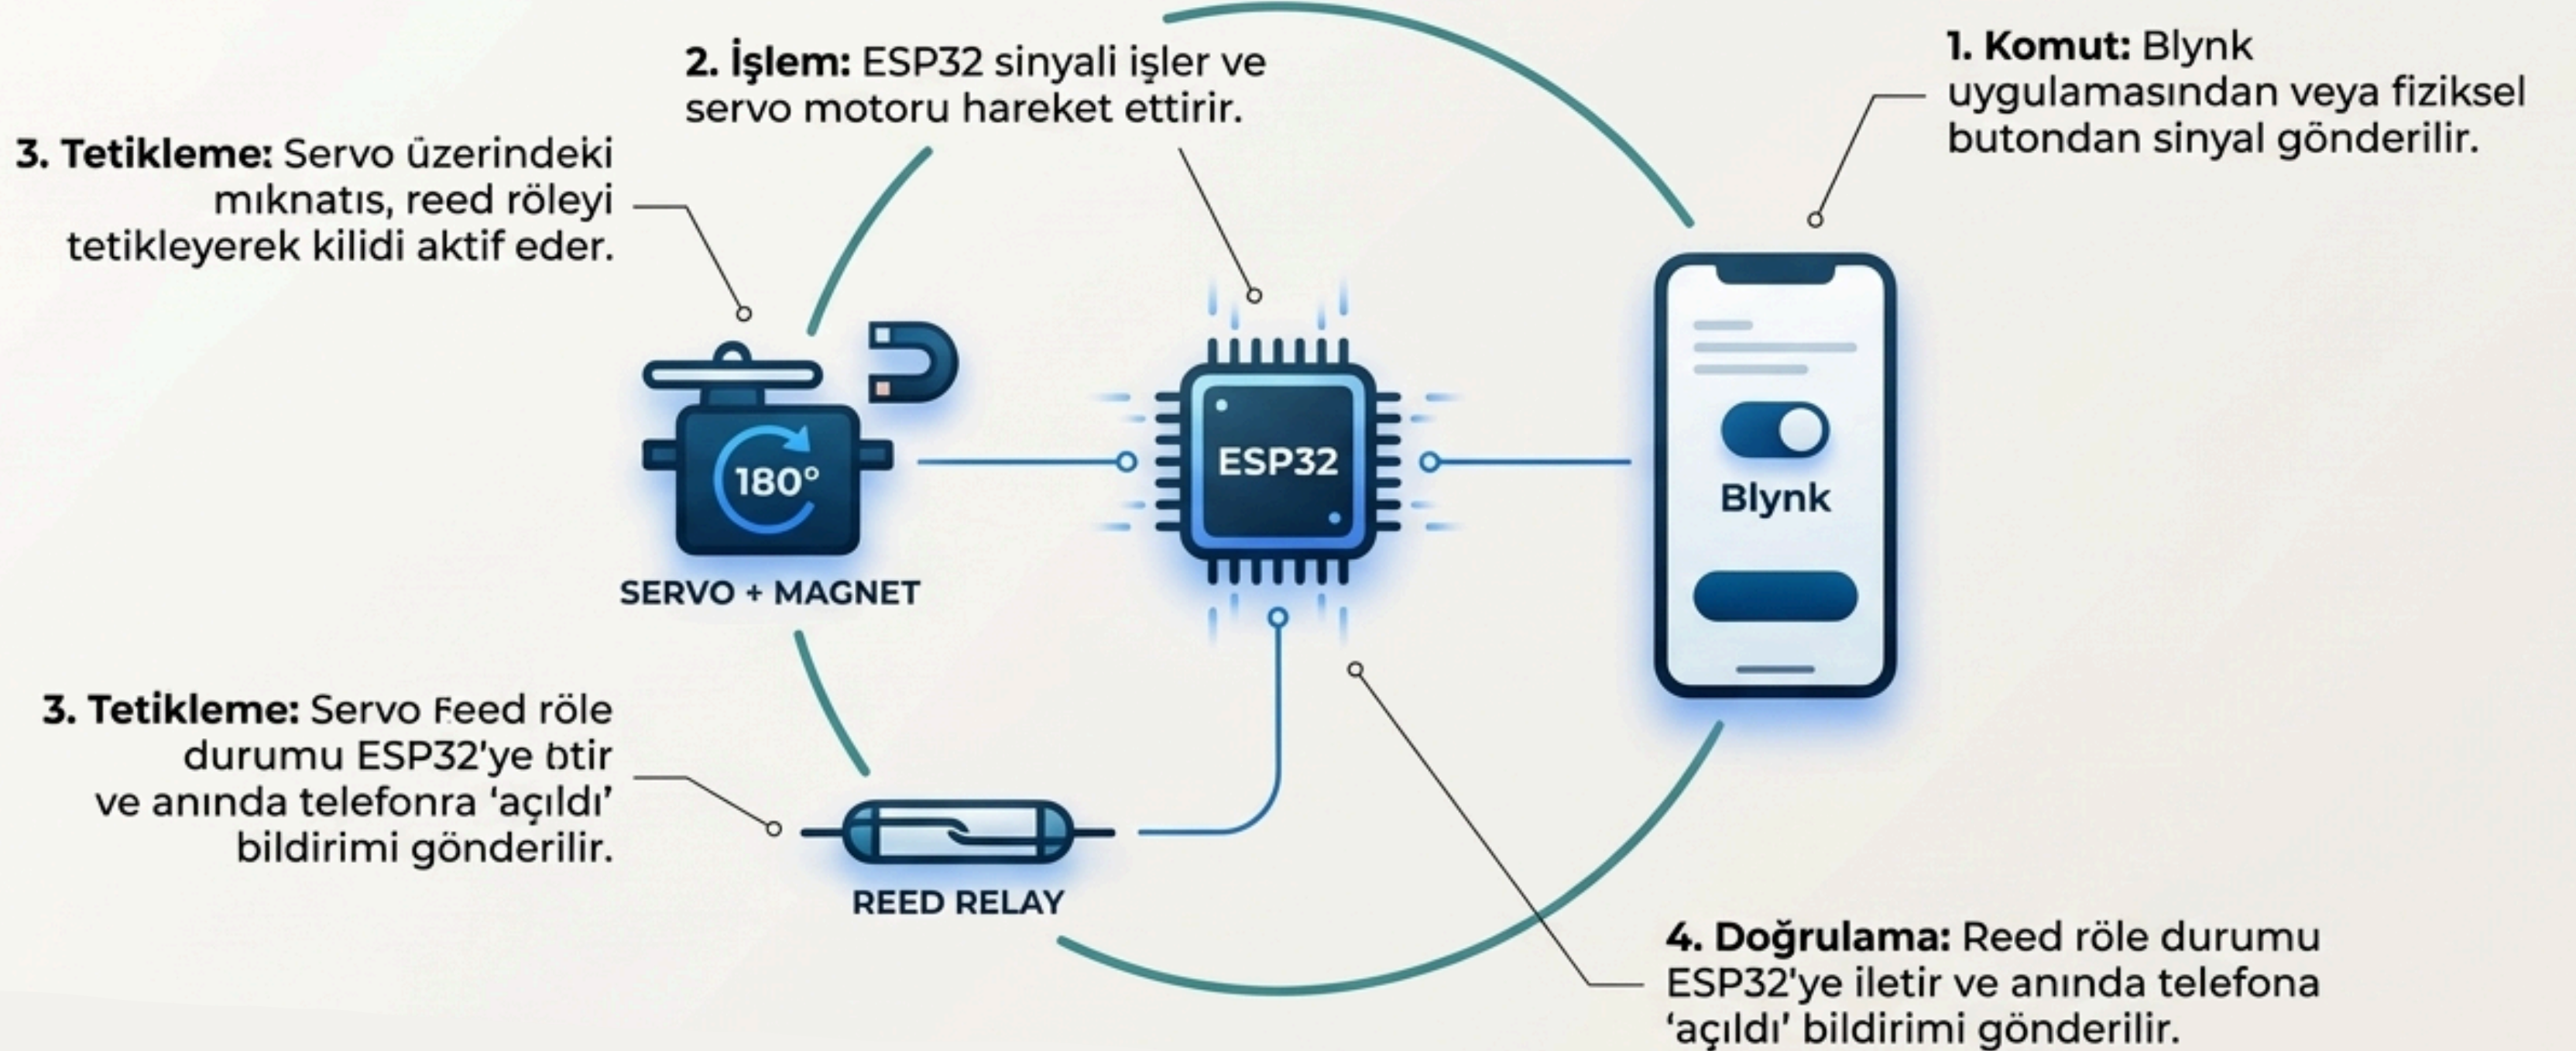 1. Komut: Blynk
uygulamasından veya fiziksel
butondan sinyal gönderilir.
2. İşlem: ESP32 sinyali işler ve
servo motoru hareket ettirir.
3. Tetikleme: Servo üzerindeki
mıknatıs, reed röleyi
tetikleyerek kilidi aktif eder.
180°
SERVO + MAGNET
ESP32
Blynk
3. Tetikleme: Servo röle
durumu ESP32'ye
ve anında telefonra ‘açıldı’
bildirimi gönderilir.
REED RELAY
4. Doğrulama: Reed röle durumu
ESP32'ye iletir ve anında telefona
‘açıldı’ bildirimi gönderilir.